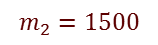 m₂ = 1500